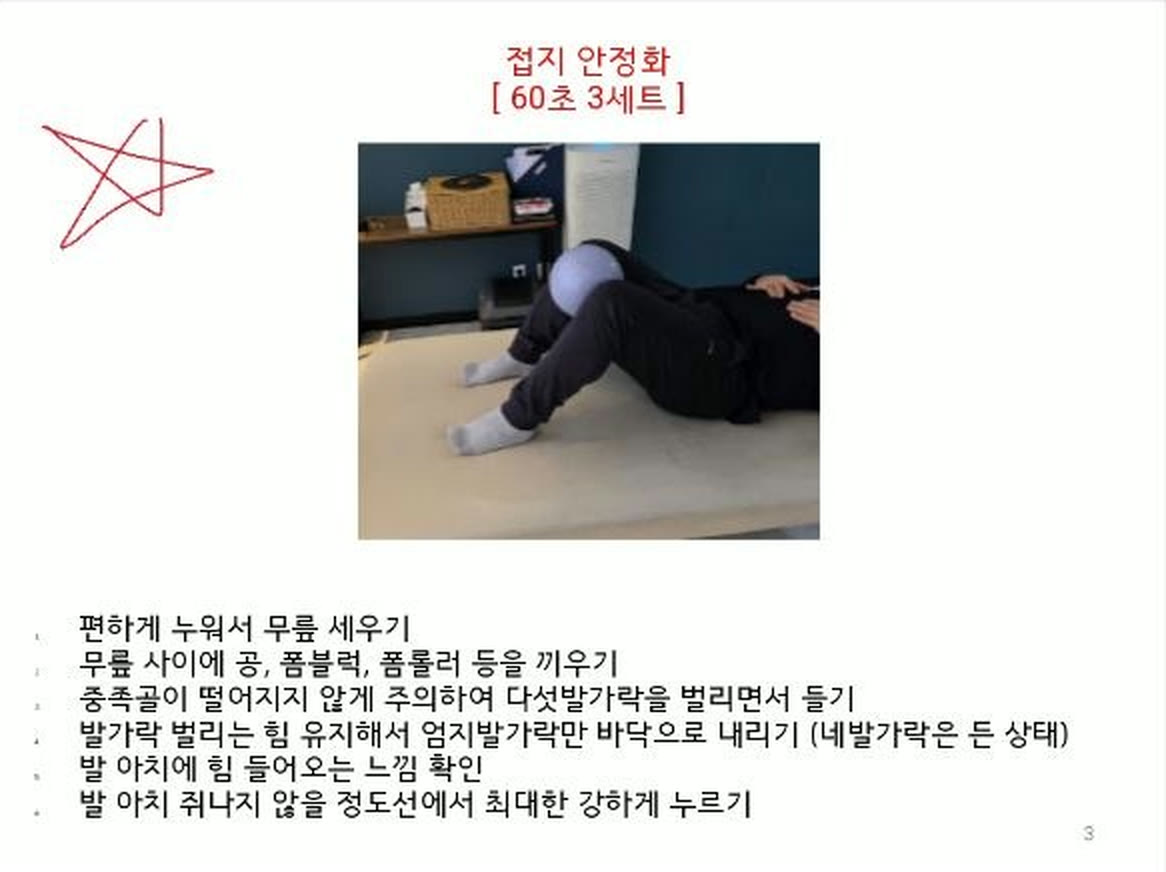 접지 안정화
[ 60초 3세트 ]
1. 편하게 누워서 무릎 세우기
2. 무릎 사이에 공, 폼블럭, 폼롤러 등을 끼우기
3. 중족골이 떨어지지 않게 주의하여 다섯발가락을 벌리면서 들기
4. 발가락 벌리는 힘 유지해서 엄지발가락만 바닥으로 내리기 (네발가락은 든 상태)
5. 발 아치에 힘 들어오는 느낌 확인
6. 발 아치 쥐나지 않을 정도선에서 최대한 강하게 누르기
3